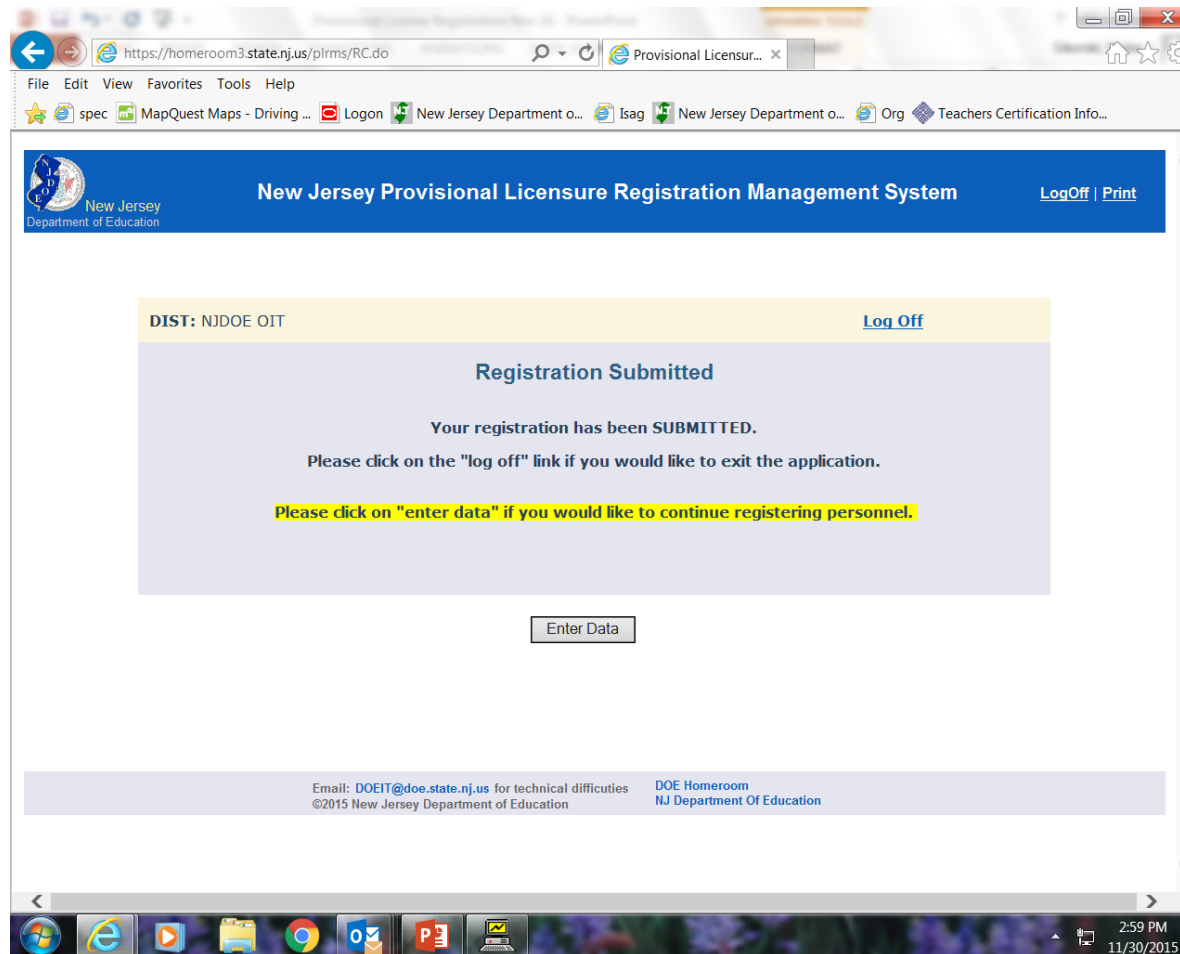 https://homeroom3.state.nj.us/plrms/RC.do
Provisional Licensur...
File Edit View Favorites Tools Help
spec MapQuest Maps - Driving ... Logon New Jersey Department o... Isag New Jersey Department o... Org Teachers Certification Info...
NJDOE
New Jersey
Department of Education
New Jersey Provisional Licensure Registration Management System
LogOff | Print
DIST: NJDOE OIT
Log Off
Registration Submitted
Your registration has been SUBMITTED.
Please click on the "log off" link if you would like to exit the application.
Please click on "enter data" if you would like to continue registering personnel.
Enter Data
Email: DOEIT@doe.state.nj.us for technical difficuties
©2015 New Jersey Department of Education
DOE Homeroom
NJ Department Of Education
2:59 PM
11/30/2015